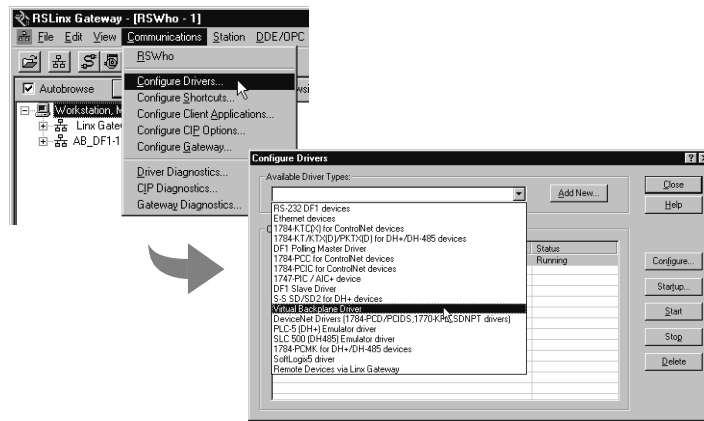 RSLinx Gateway - [RSWho - 1]
File Edit View Communications Station DDE/OPC
RSWho
Autobrowse
Configure Drivers...
Configure Shortcuts...
Configure Client Applications...
Configure CIP Options...
Configure Gateway...
Driver Diagnostics...
CIP Diagnostics...
Gateway Diagnostics...
Workstation,
Linx
AB_DF1-1
Configure Drivers
Available Driver Types:
Add New...
Close
Help
RS-232 DF1 devices
Ethernet devices
1784-KTC(X) for ControlNet devices
1784-KT/KTX(D)/PKTX(D) for DH+/DH-485 devices
DF1 Polling Master Driver
1784-PCC for ControlNet devices
1784-PCIC for ControlNet devices
1747-PIC / AIC+ device
DF1 Slave Driver
S-S SD/SD2 for DH+ devices
Virtual Backplane Driver
DeviceNet Drivers (1784-PCD/PCIDS,1770-KFD,SDNPT drivers)
PLC-5 (DH+) Emulator driver
SLC 500 (DH485) Emulator driver
1784-PCMK for DH+/DH-485 devices
SoftLogix5 driver
Remote Devices via Linx Gateway
Status
Running
Configure...
Startup...
Start
Stop
Delete